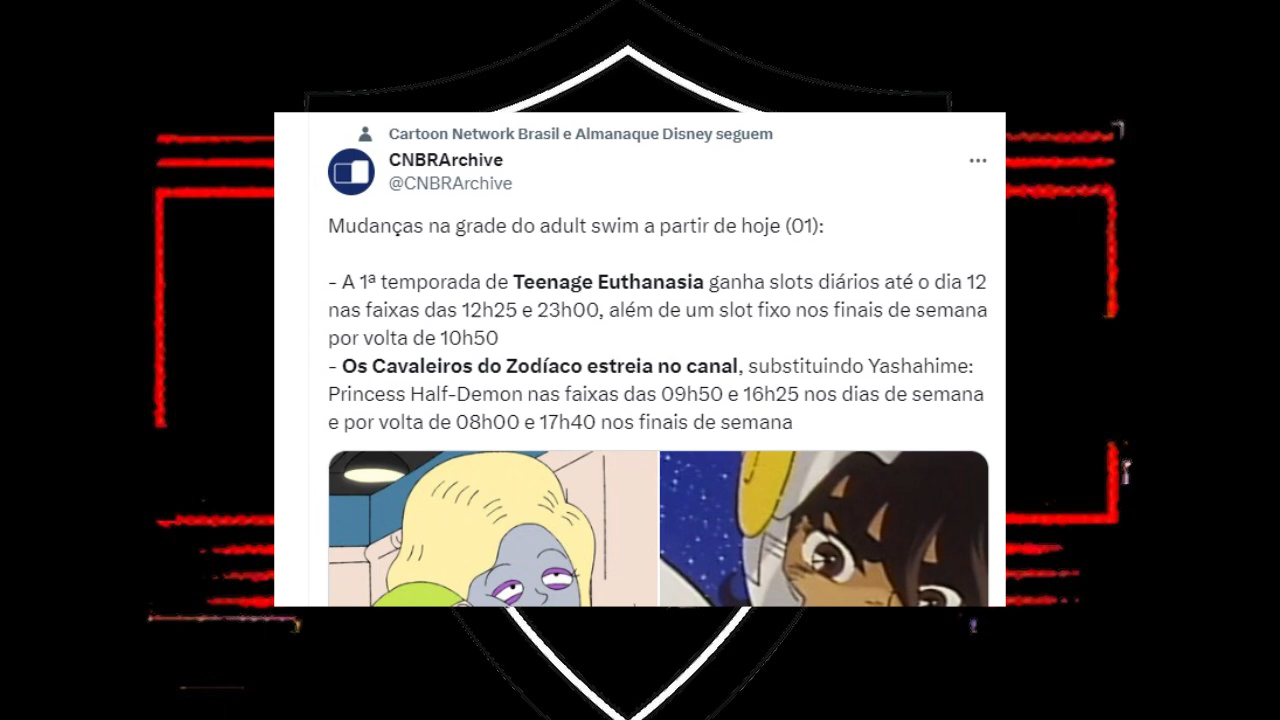 Cartoon Network Brasil e Almanaque Disney seguem
CNBRArchive
@CNBRArchive
Mudanças na grade do adult swim a partir de hoje (01):
- A 1ª temporada de Teenage Euthanasia ganha slots diários até o dia 12
nas faixas das 12h25 e 23h00, além de um slot fixo nos finais de semana
por volta de 10h50
- Os Cavaleiros do Zodíaco estreia no canal, substituindo Yashahime:
Princess Half-Demon nas faixas das 09h50 e 16h25 nos dias de semana
e por volta de 08h00 e 17h40 nos finais de semana